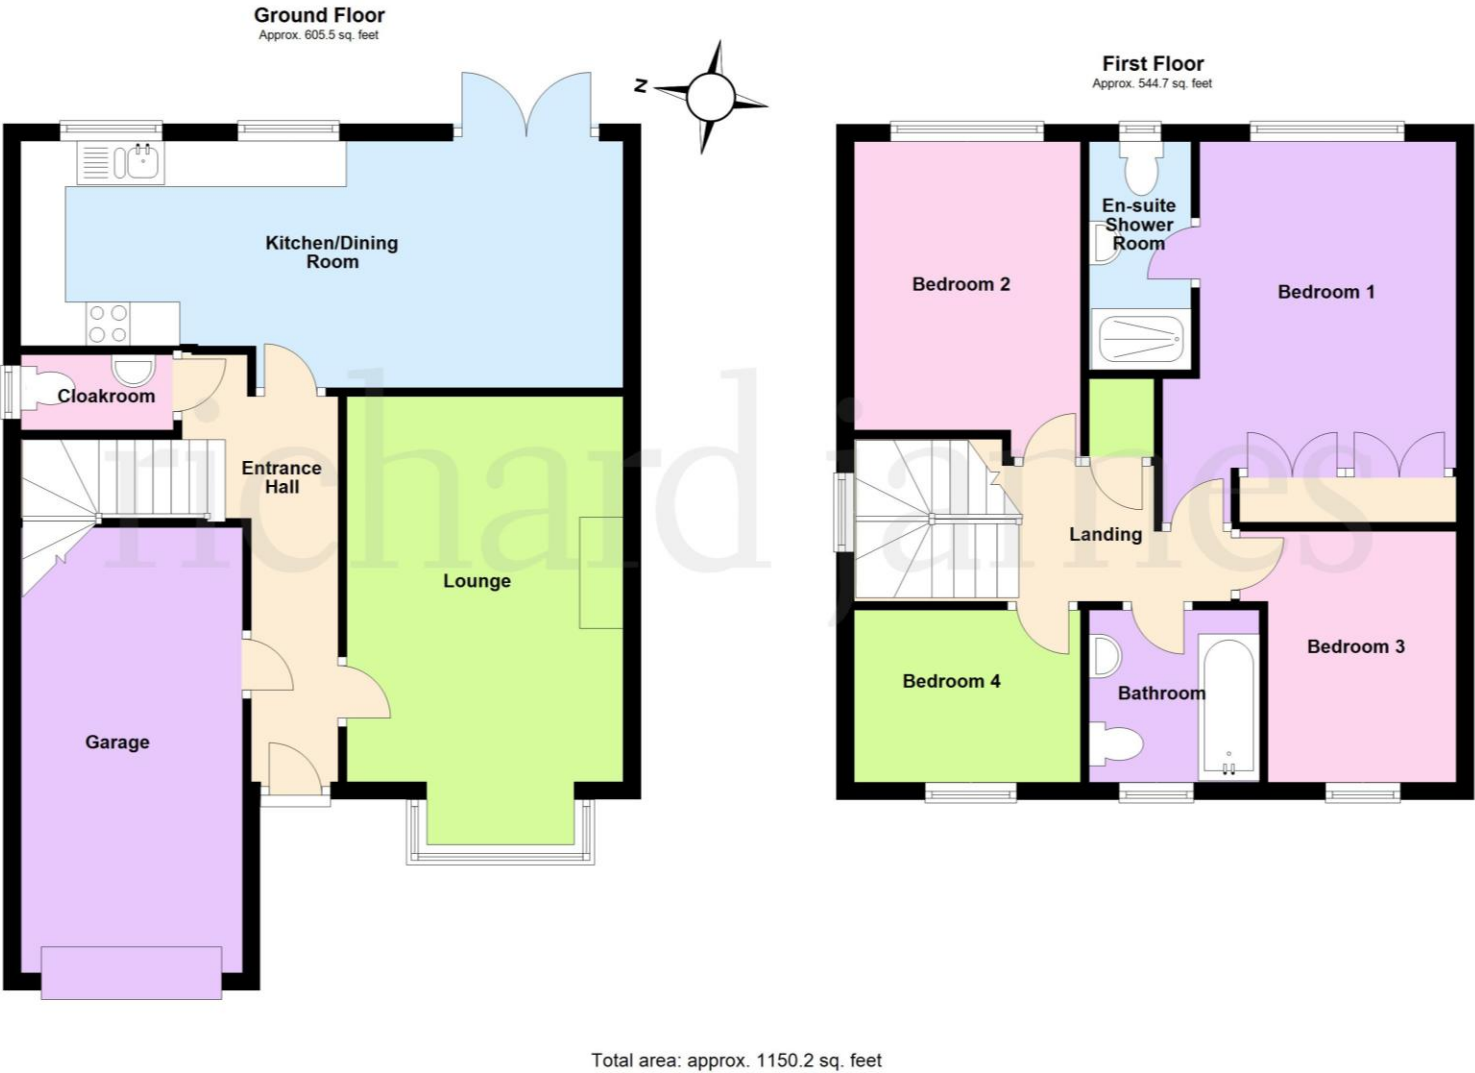 Ground Floor
Approx. 605.5 sq. feet
N
First Floor
Approx. 544.7 sq. feet
Kitchen/Dining
Room
Cloakroom
Entrance
Hall
Lounge
Garage
Bedroom 2
En-suite
Shower
Room
Bedroom 1
Landing
Bedroom 4
Bathroom
Bedroom 3
richard james
Total area: approx. 1150.2 sq. feet